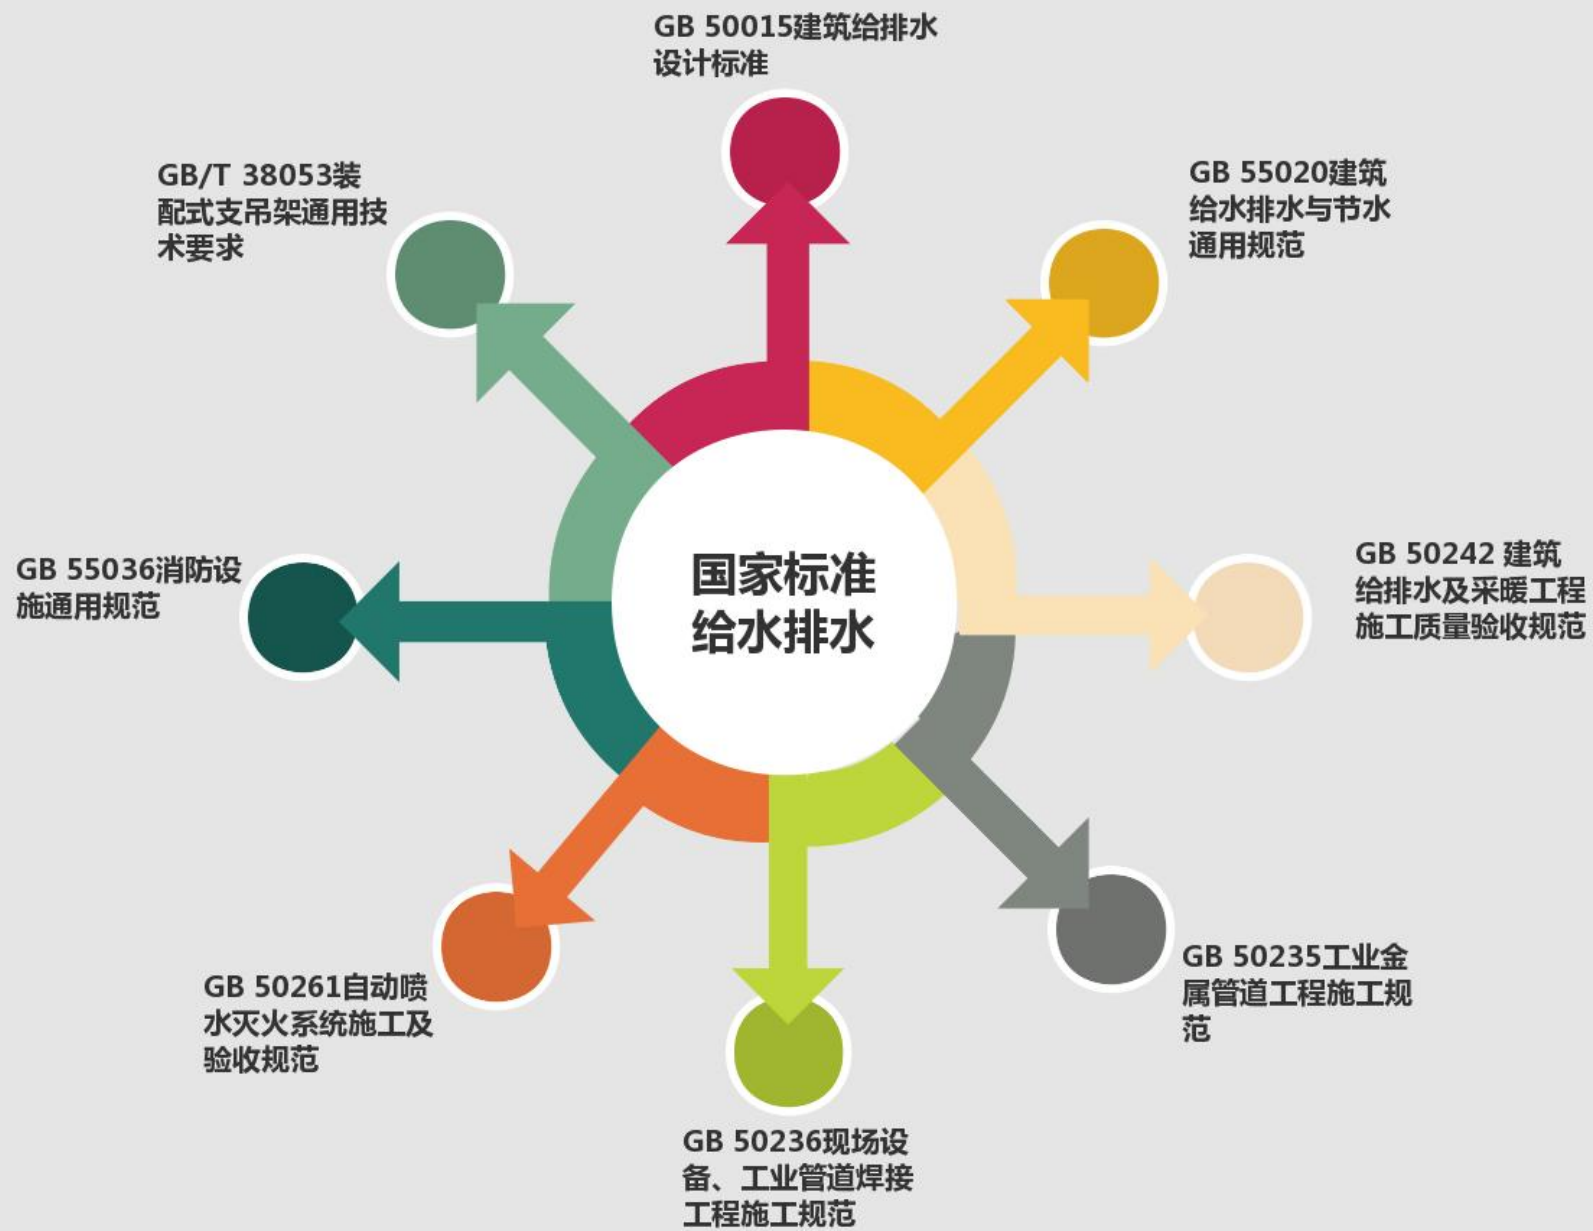 GB 50015建筑给排水
设计标准
GB 55020建筑
给水排水与节水
通用规范
GB 50242 建筑
给排水及采暖工程
施工质量验收规范
GB 50235工业金
属管道工程施工规
范
GB 50236现场设
备、工业管道焊接
工程施工规范
GB 50261自动喷
水灭火系统施工及
验收规范
GB 55036消防设
施通用规范
GB/T 38053装
配式支吊架通用技
术要求
国家标准
给水排水